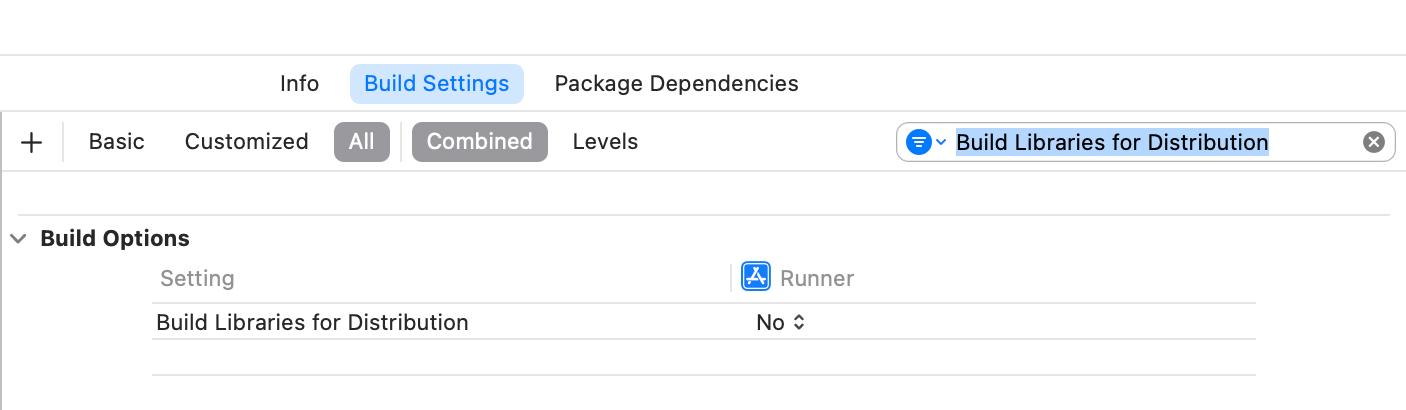 Info Build Settings Package Dependencies
Basic Customized All Combined Levels Build Libraries for Distribution
Build Options
Setting Runner
Build Libraries for Distribution No